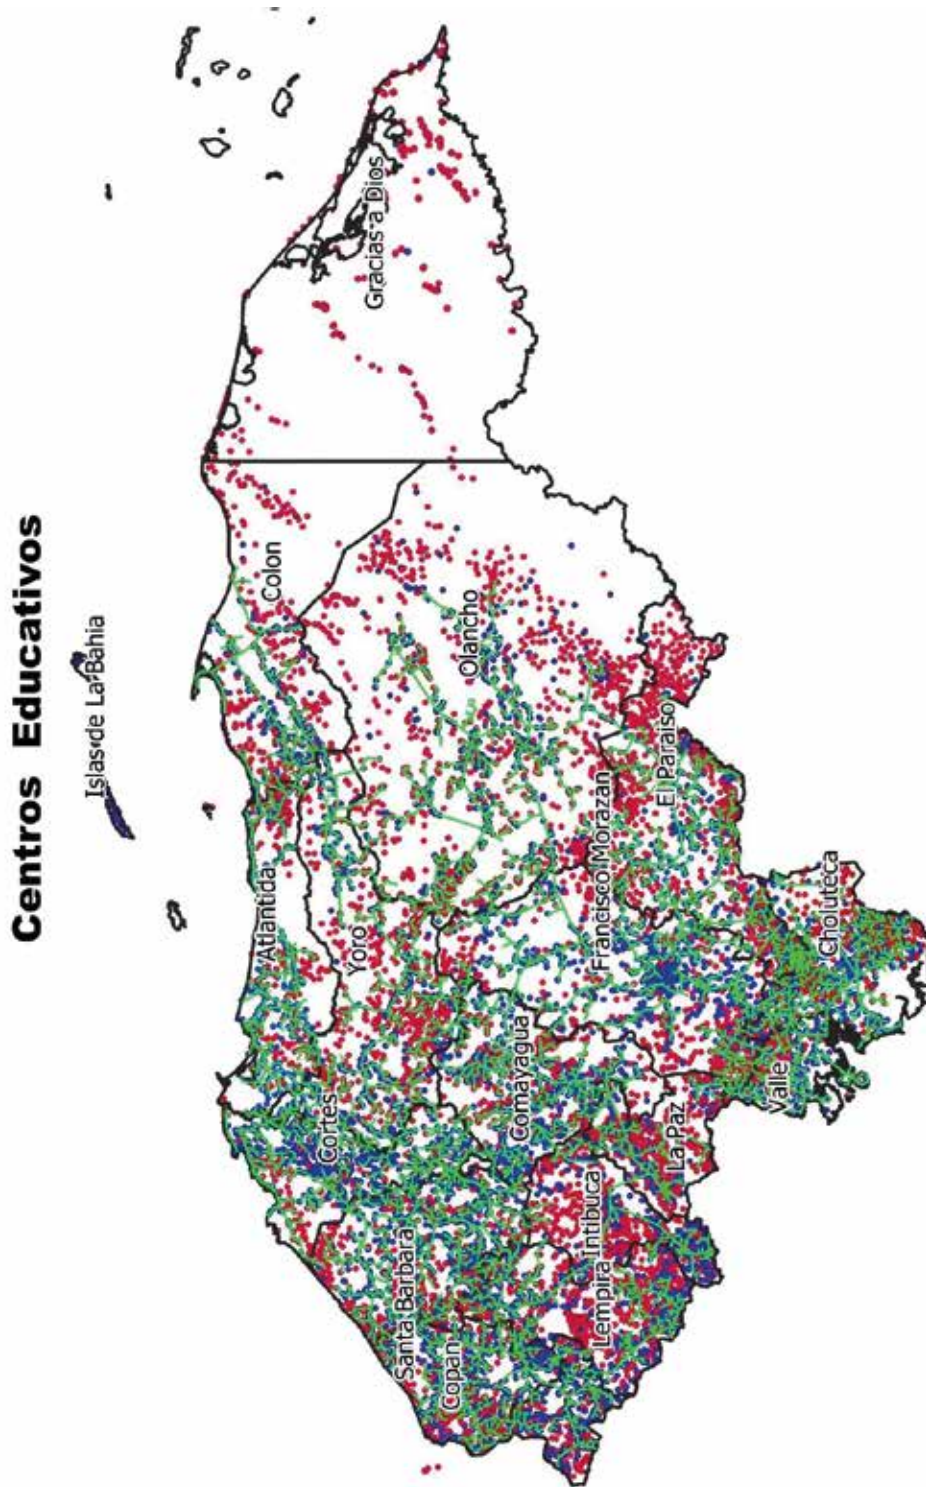 Centros Educativos
Islas de La Bahia
Gracias a Dios
Colon
Atlantida
Olancho
Yoro
Cortes
El Paraiso
Francisco Morazan
Comayagua
Santa Barbara
Copan
Choluteca
La Paz
Valle
Lempira Intibuca